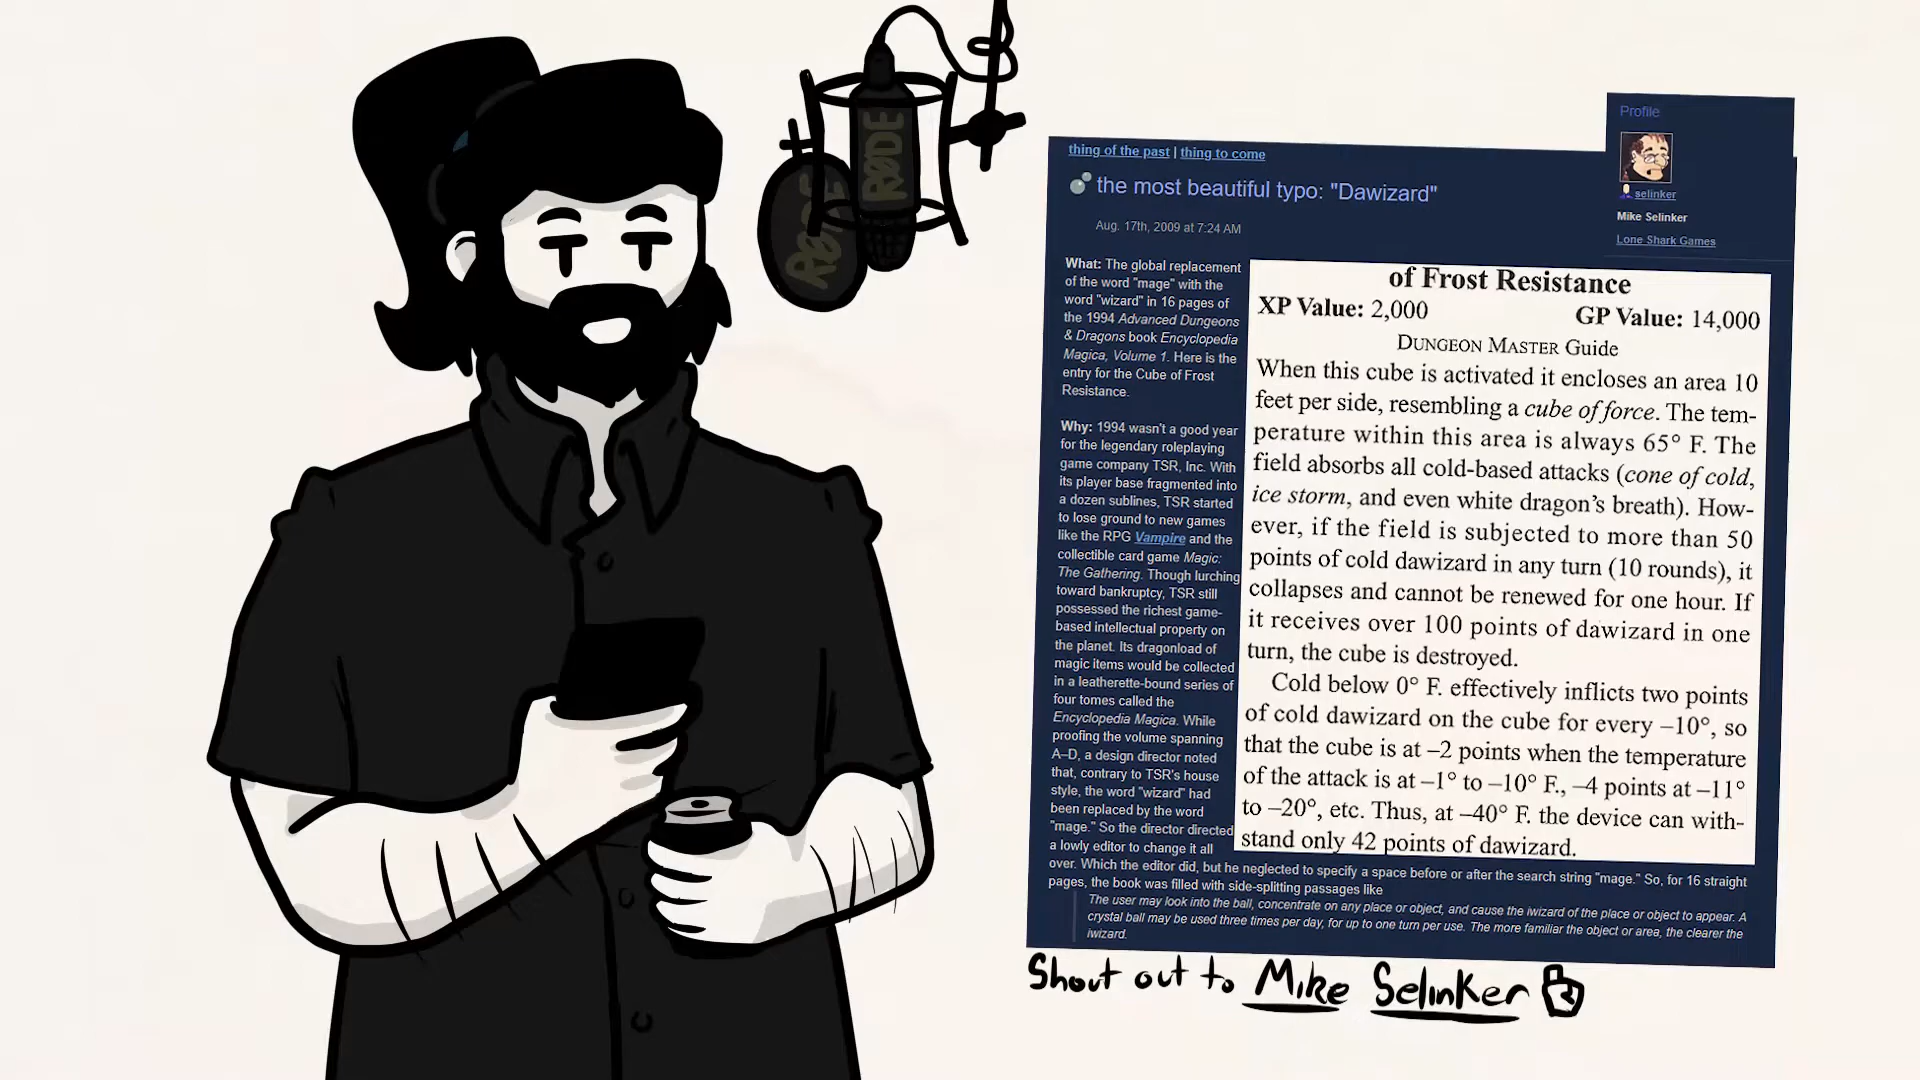 RØDE
RØDE
Profile
selinker
Mike Selinker
Lone Shark Games
thing of the past | thing to come
the most beautiful typo: "Dawizard"
Aug. 17th, 2009 at 7:24 AM
What: The global replacement
of the word "mage" with the
word "wizard" in 16 pages of
the 1994 Advanced Dungeons
& Dragons book Encyclopedia
Magica, Volume 1. Here is the
entry for the Cube of Frost
Resistance.
Why: 1994 wasn't a good year
for the legendary roleplaying
game company TSR, Inc. With
its player base fragmented into
a dozen sublines, TSR started
to lose ground to new games
like the RPG Vampire and the
collectible card game Magic:
The Gathering. Though lurching
toward bankruptcy, TSR still
possessed the richest game-
based intellectual property on
the planet. Its dragonload of
magic items would be collected
in a leatherette-bound series of
four tomes called the
Encyclopedia Magica. While
proofing the volume spanning
A–D, a design director noted
that, contrary to TSR's house
style, the word "wizard" had
been replaced by the word
"mage." So the director directed
a lowly editor to change it all
over. Which the editor did, but he neglected to specify a space before or after the search string "mage." So, for 16 straight
pages, the book was filled with side-splitting passages like
The user may look into the ball, concentrate on any place or object, and cause the iwizard of the place or object to appear. A
crystal ball may be used three times per day, for up to one turn per use. The more familiar the object or area, the clearer the
iwizard.
of Frost Resistance
XP Value: 2,000 GP Value: 14,000
DUNGEON MASTER Guide
When this cube is activated it encloses an area 10
feet per side, resembling a cube of force. The tem-
perature within this area is always 65° F. The
field absorbs all cold-based attacks (cone of cold,
ice storm, and even white dragon's breath). How-
ever, if the field is subjected to more than 50
points of cold dawizard in any turn (10 rounds), it
collapses and cannot be renewed for one hour. If
it receives over 100 points of dawizard in one
turn, the cube is destroyed.
Cold below 0° F. effectively inflicts two points
of cold dawizard on the cube for every –10°, so
that the cube is at –2 points when the temperature
of the attack is at –1° to –10° F., –4 points at –11°
to –20°, etc. Thus, at –40° F. the device can with-
stand only 42 points of dawizard.
Shout out to Mike Selinker